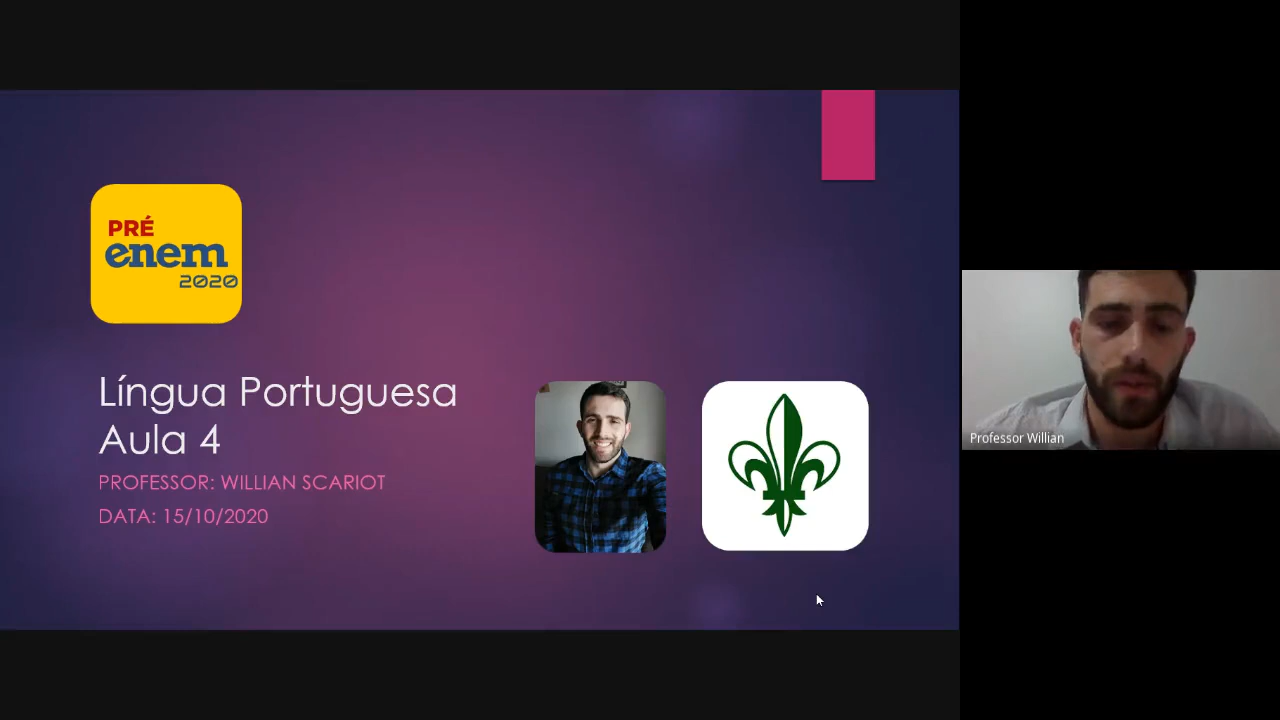 PRÉ
enem
2020
Língua Portuguesa
Aula 4
PROFESSOR: WILLIAN SCARIOT
DATA: 15/10/2020
Professor Willian